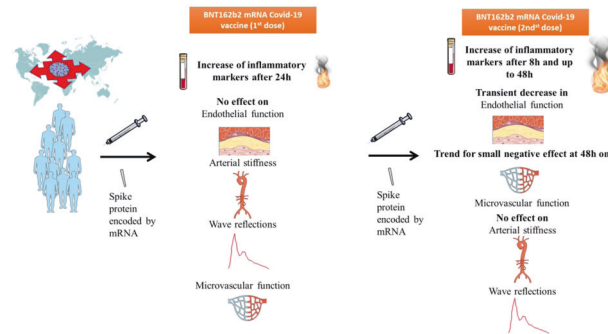 BNT162b2 mRNA Covid-19
vaccine (1st dose)
Increase of inflammatory
markers after 24h
No effect on
Endothelial function
Arterial stiffness
Wave reflections
Microvascular function
Spike
protein
encoded by
mRNA
BNT162b2 mRNA Covid-19
vaccine (2nd dose)
Increase of inflammatory
markers after 8h and up
to 48h
Transient decrease in
Endothelial function
Trend for small negative effect at 48h on
Microvascular function
No effect on
Arterial stiffness
Wave reflections
Spike
protein
encoded by
mRNA